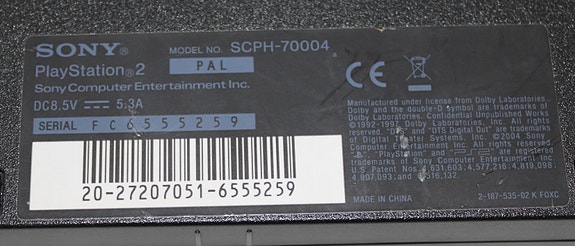 SONY®
MODEL NO. SCPH-70004
PlayStation®2
PAL
Sony Computer Entertainment Inc.
DC8.5V ⎓ 5.3A
SERIAL FC6555259
20-27207051-6555259
CE
Manufactured under license from Dolby Laboratories.
Dolby and the double-D symbol are trademarks of
Dolby Laboratories. Confidential Unpublished Works
©1992-1997 Dolby Laboratories, Inc. All rights
reserved. "DTS" and "DTS Digital Out" are trademarks
of Digital Theater Systems, Inc. ©2004 Sony
Computer Entertainment Inc. All rights reserved.
"PlayStation" and are registered
trademarks of Sony Computer Entertainment Inc.
U.S. Patent Nos. 4,631,603, 4,577,216, 4,819,098,
4,907,093 and
MADE IN CHINA
2-187-535-02 K FOXC